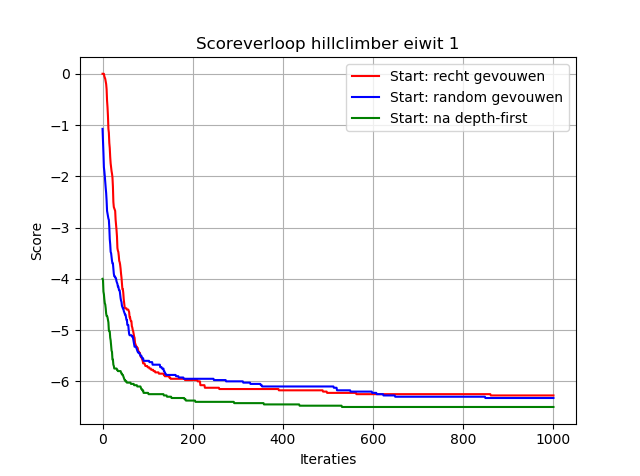 Scoreverloop hillclimber eiwit 1
Start: recht gevouwen
Start: random gevouwen
Start: na depth-first
Score
0
−1
−2
−3
−4
−5
−6
0 200 400 600 800 1000
Iteraties